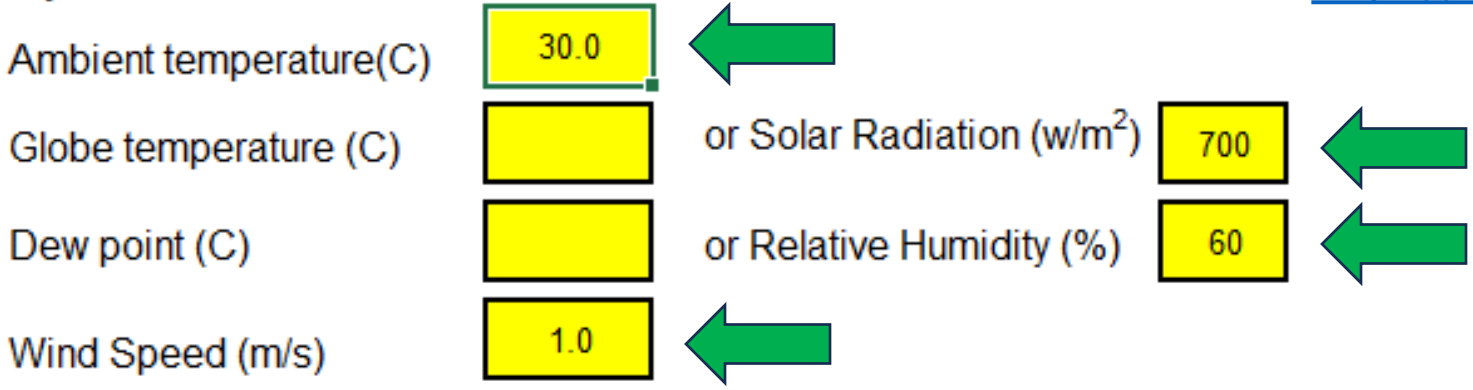 Ambient temperature(C) 30.0
Globe temperature (C) or Solar Radiation (w/m²) 700
Dew point (C) or Relative Humidity (%) 60
Wind Speed (m/s) 1.0